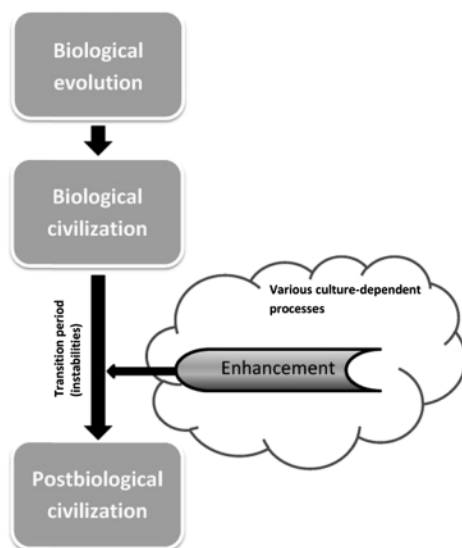 Biological
evolution
Biological
civilization
Transition period
(instabilities)
Various culture-dependent
processes
Enhancement
Postbiological
civilization